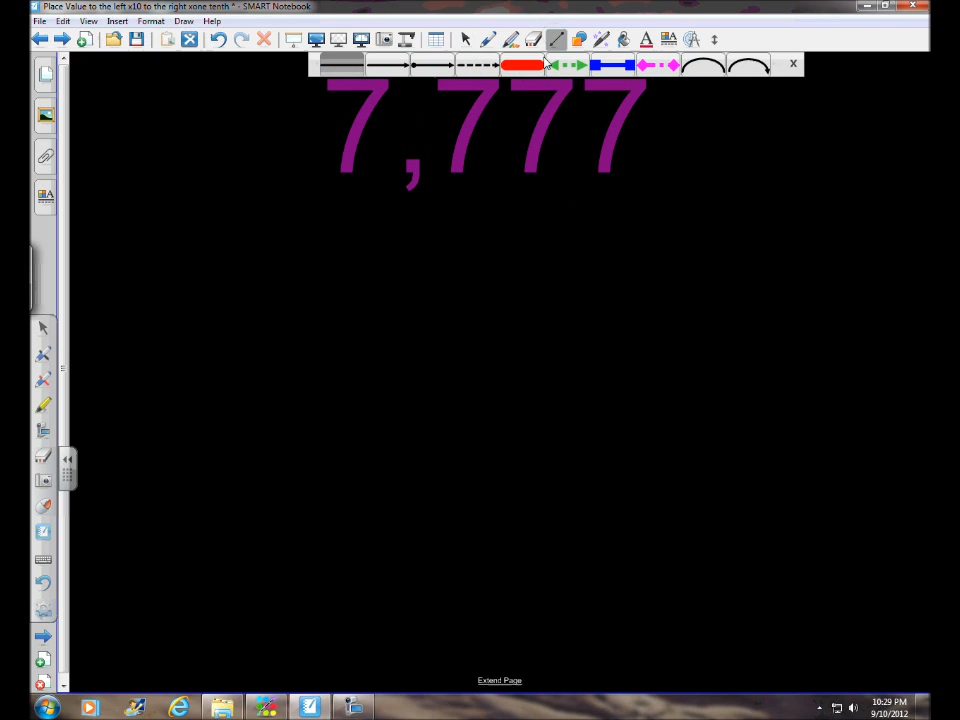 Place Value to the left x10 to the right xone tenth * - SMART Notebook
File Edit View Insert Format Draw Help
X
7,777
Extend Page
10:29 PM
9/10/2012